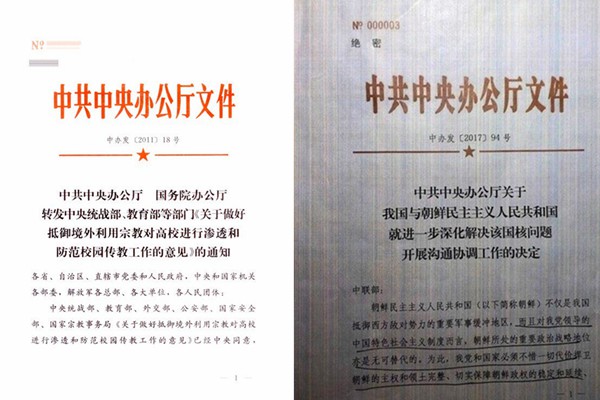 №
中共中央办公厅文件
中办发〔2011〕18 号
中共中央办公厅 国务院办公厅
转发中央统战部、教育部等部门《关于做好
抵御境外利用宗教对高校进行渗透和
防范校园传教工作的意见》的通知
各省、自治区、直辖市党委和人民政府，中央和国家机关
各部委，解放军各总部、各大单位，各人民团体：
中央统战部、教育部、外交部、公安部、国家安全
部、国家宗教事务局《关于做好抵御境外利用宗教对高校
进行渗透和防范校园传教工作的意见》已经中央同意，
— 1 —
№ 000003
绝 密
中共中央办公厅文件
中办发〔2017〕94 号
中共中央办公厅关于
我国与朝鲜民主主义人民共和国
就进一步深化解决该国核问题
开展沟通协调工作的决定
中联部：
朝鲜民主主义人民共和国（以下简称朝鲜）不仅是我国
抵御西方敌对势力的重要军事缓冲地区，而且对我党领导的
中国特色社会主义制度而言，朝鲜所处的重要政治战略地位
亦是无可替代的。为此，我党和国家必须不惜一切代价捍卫
朝鲜的主权和领土完整、切实保障朝鲜政权的稳定和延续。
— 1 —